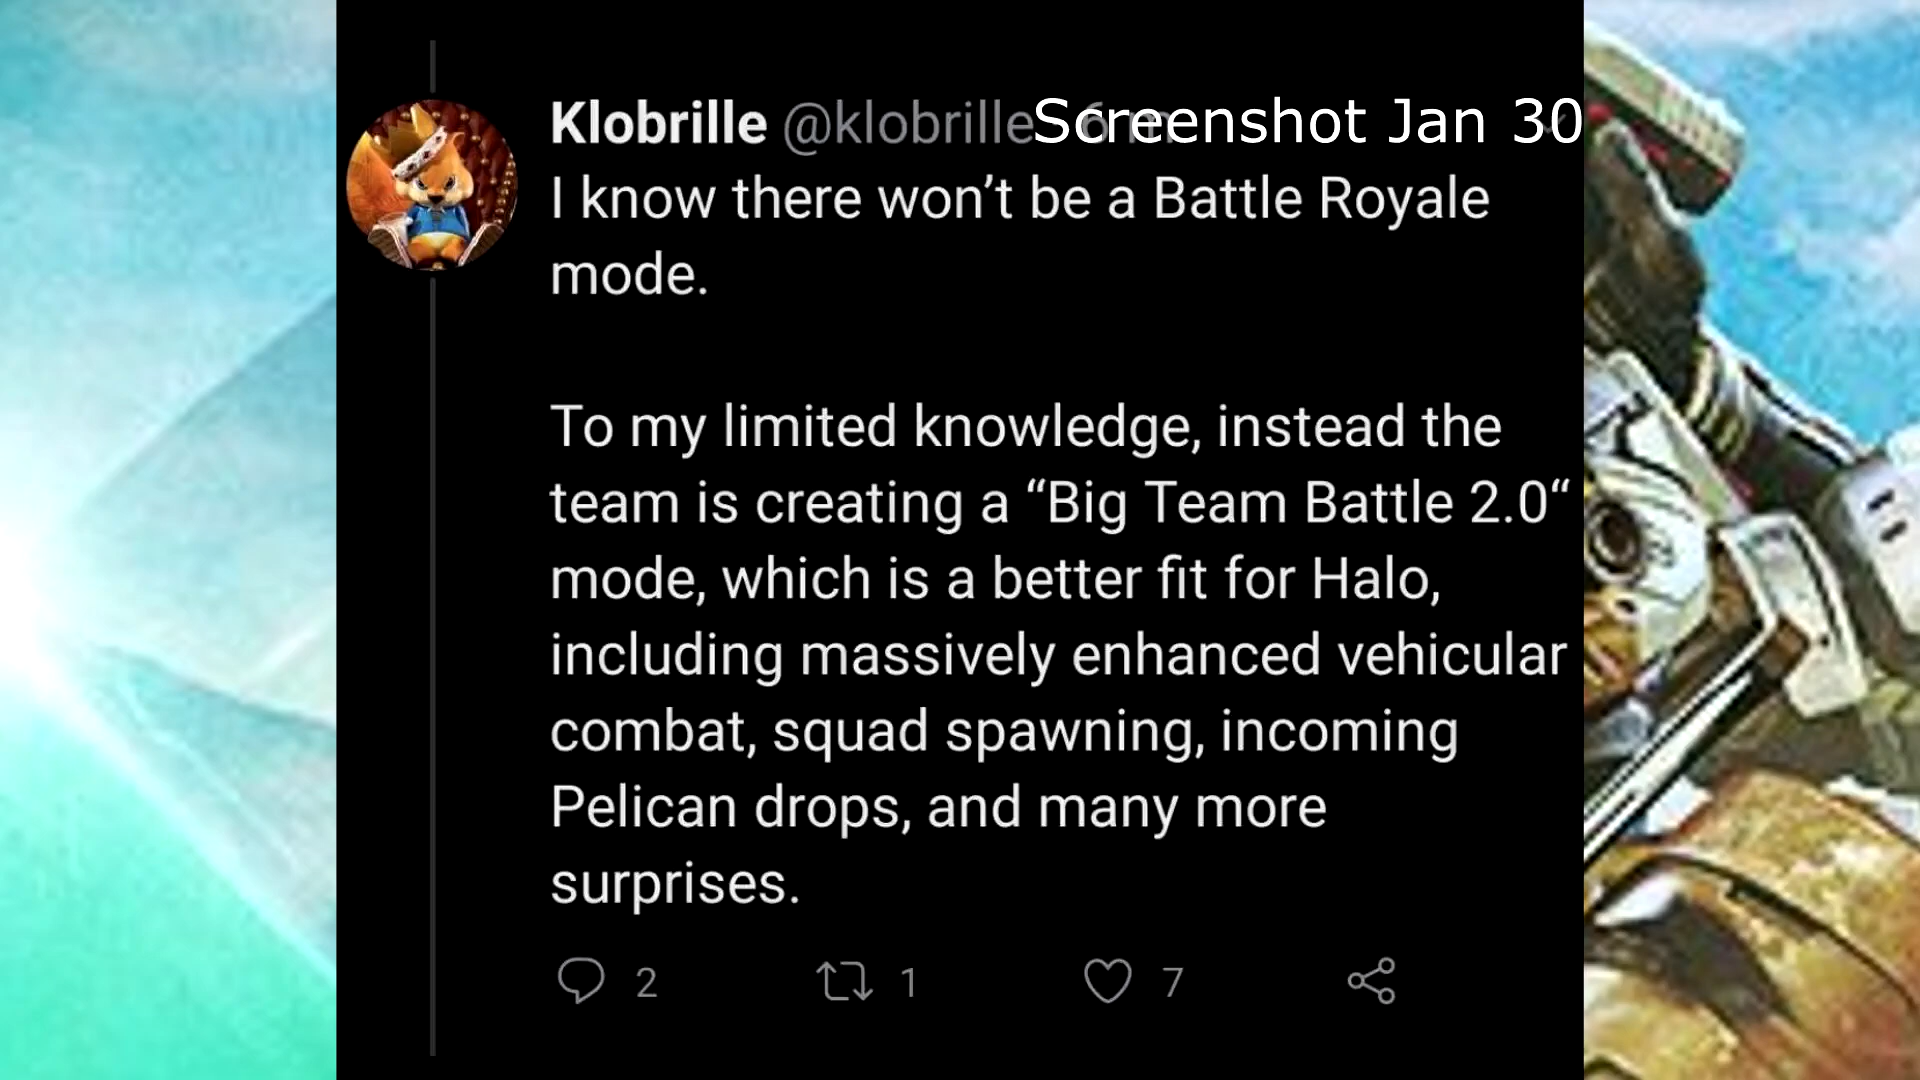 Klobrille @klobrille Screenshot Jan 30
I know there won’t be a Battle Royale
mode.
To my limited knowledge, instead the
team is creating a “Big Team Battle 2.0“
mode, which is a better fit for Halo,
including massively enhanced vehicular
combat, squad spawning, incoming
Pelican drops, and many more
surprises.
2 1 7